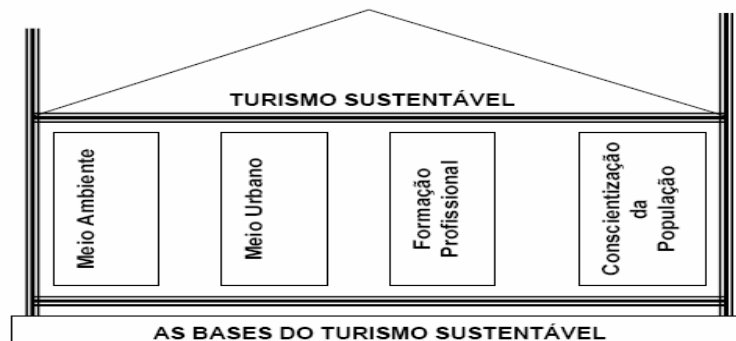 TURISMO SUSTENTÁVEL
Meio Ambiente
Meio Urbano
Formação
Profissional
Conscientização
da
População
AS BASES DO TURISMO SUSTENTÁVEL